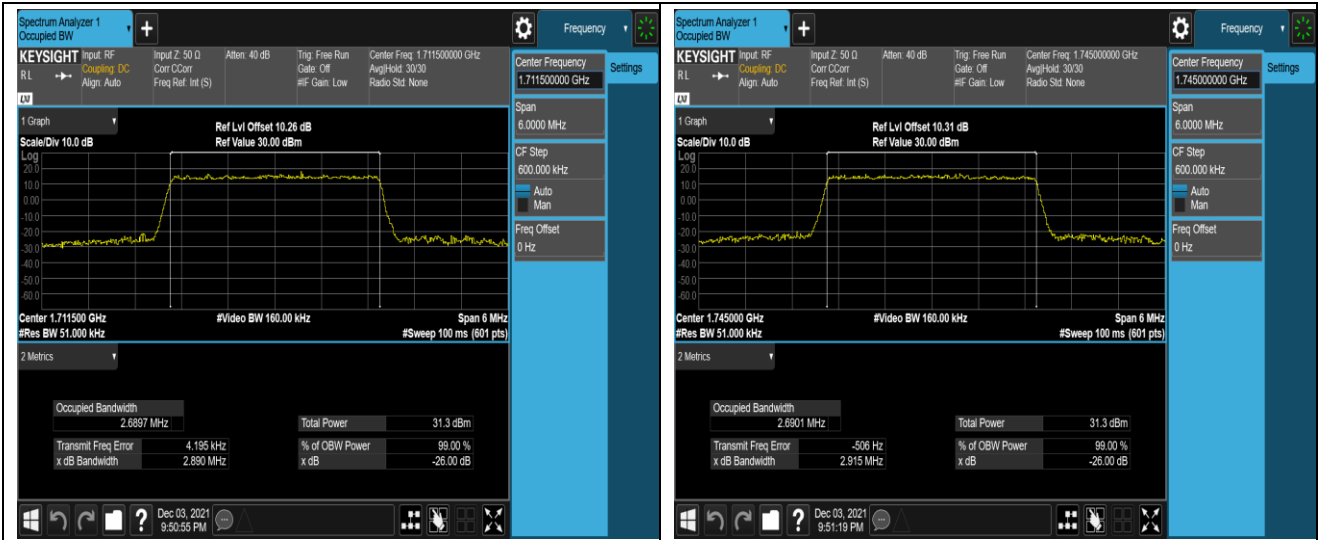 Spectrum Analyzer 1
Occupied BW
+
Frequency
KEYSIGHT
Input: RF
Coupling: DC
Align: Auto
Input Z: 50 Ω
Corr CCorr
Freq Ref: Int (S)
Atten: 40 dB
Trig: Free Run
Gate: Off
#IF Gain: Low
Center Freq: 1.711500000 GHz
Avg|Hold: 30/30
Radio Std: None
RL
LXI
Center Frequency
1.711500000 GHz
Settings
Span
6.0000 MHz
CF Step
600.000 kHz
Auto
Man
Freq Offset
0 Hz
1 Graph
Scale/Div 10.0 dB
Ref Lvl Offset 10.26 dB
Ref Value 30.00 dBm
Log
20.0
10.0
0.00
-10.0
-20.0
-30.0
-40.0
-50.0
-60.0
Center 1.711500 GHz
#Res BW 51.000 kHz
#Video BW 160.00 kHz
Span 6 MHz
#Sweep 100 ms (601 pts)
2 Metrics
Occupied Bandwidth
2.6897 MHz
Total Power 31.3 dBm
Transmit Freq Error 4.195 kHz
% of OBW Power 99.00 %
x dB Bandwidth 2.890 MHz
x dB -26.00 dB
?
Dec 03, 2021
9:50:55 PM
Spectrum Analyzer 1
Occupied BW
+
Frequency
KEYSIGHT
Input: RF
Coupling: DC
Align: Auto
Input Z: 50 Ω
Corr CCorr
Freq Ref: Int (S)
Atten: 40 dB
Trig: Free Run
Gate: Off
#IF Gain: Low
Center Freq: 1.745000000 GHz
Avg|Hold: 30/30
Radio Std: None
RL
LXI
Center Frequency
1.745000000 GHz
Settings
Span
6.0000 MHz
CF Step
600.000 kHz
Auto
Man
Freq Offset
0 Hz
1 Graph
Scale/Div 10.0 dB
Ref Lvl Offset 10.31 dB
Ref Value 30.00 dBm
Log
20.0
10.0
0.00
-10.0
-20.0
-30.0
-40.0
-50.0
-60.0
Center 1.745000 GHz
#Res BW 51.000 kHz
#Video BW 160.00 kHz
Span 6 MHz
#Sweep 100 ms (601 pts)
2 Metrics
Occupied Bandwidth
2.6901 MHz
Total Power 31.3 dBm
Transmit Freq Error -506 Hz
% of OBW Power 99.00 %
x dB Bandwidth 2.915 MHz
x dB -26.00 dB
?
Dec 03, 2021
9:51:19 PM